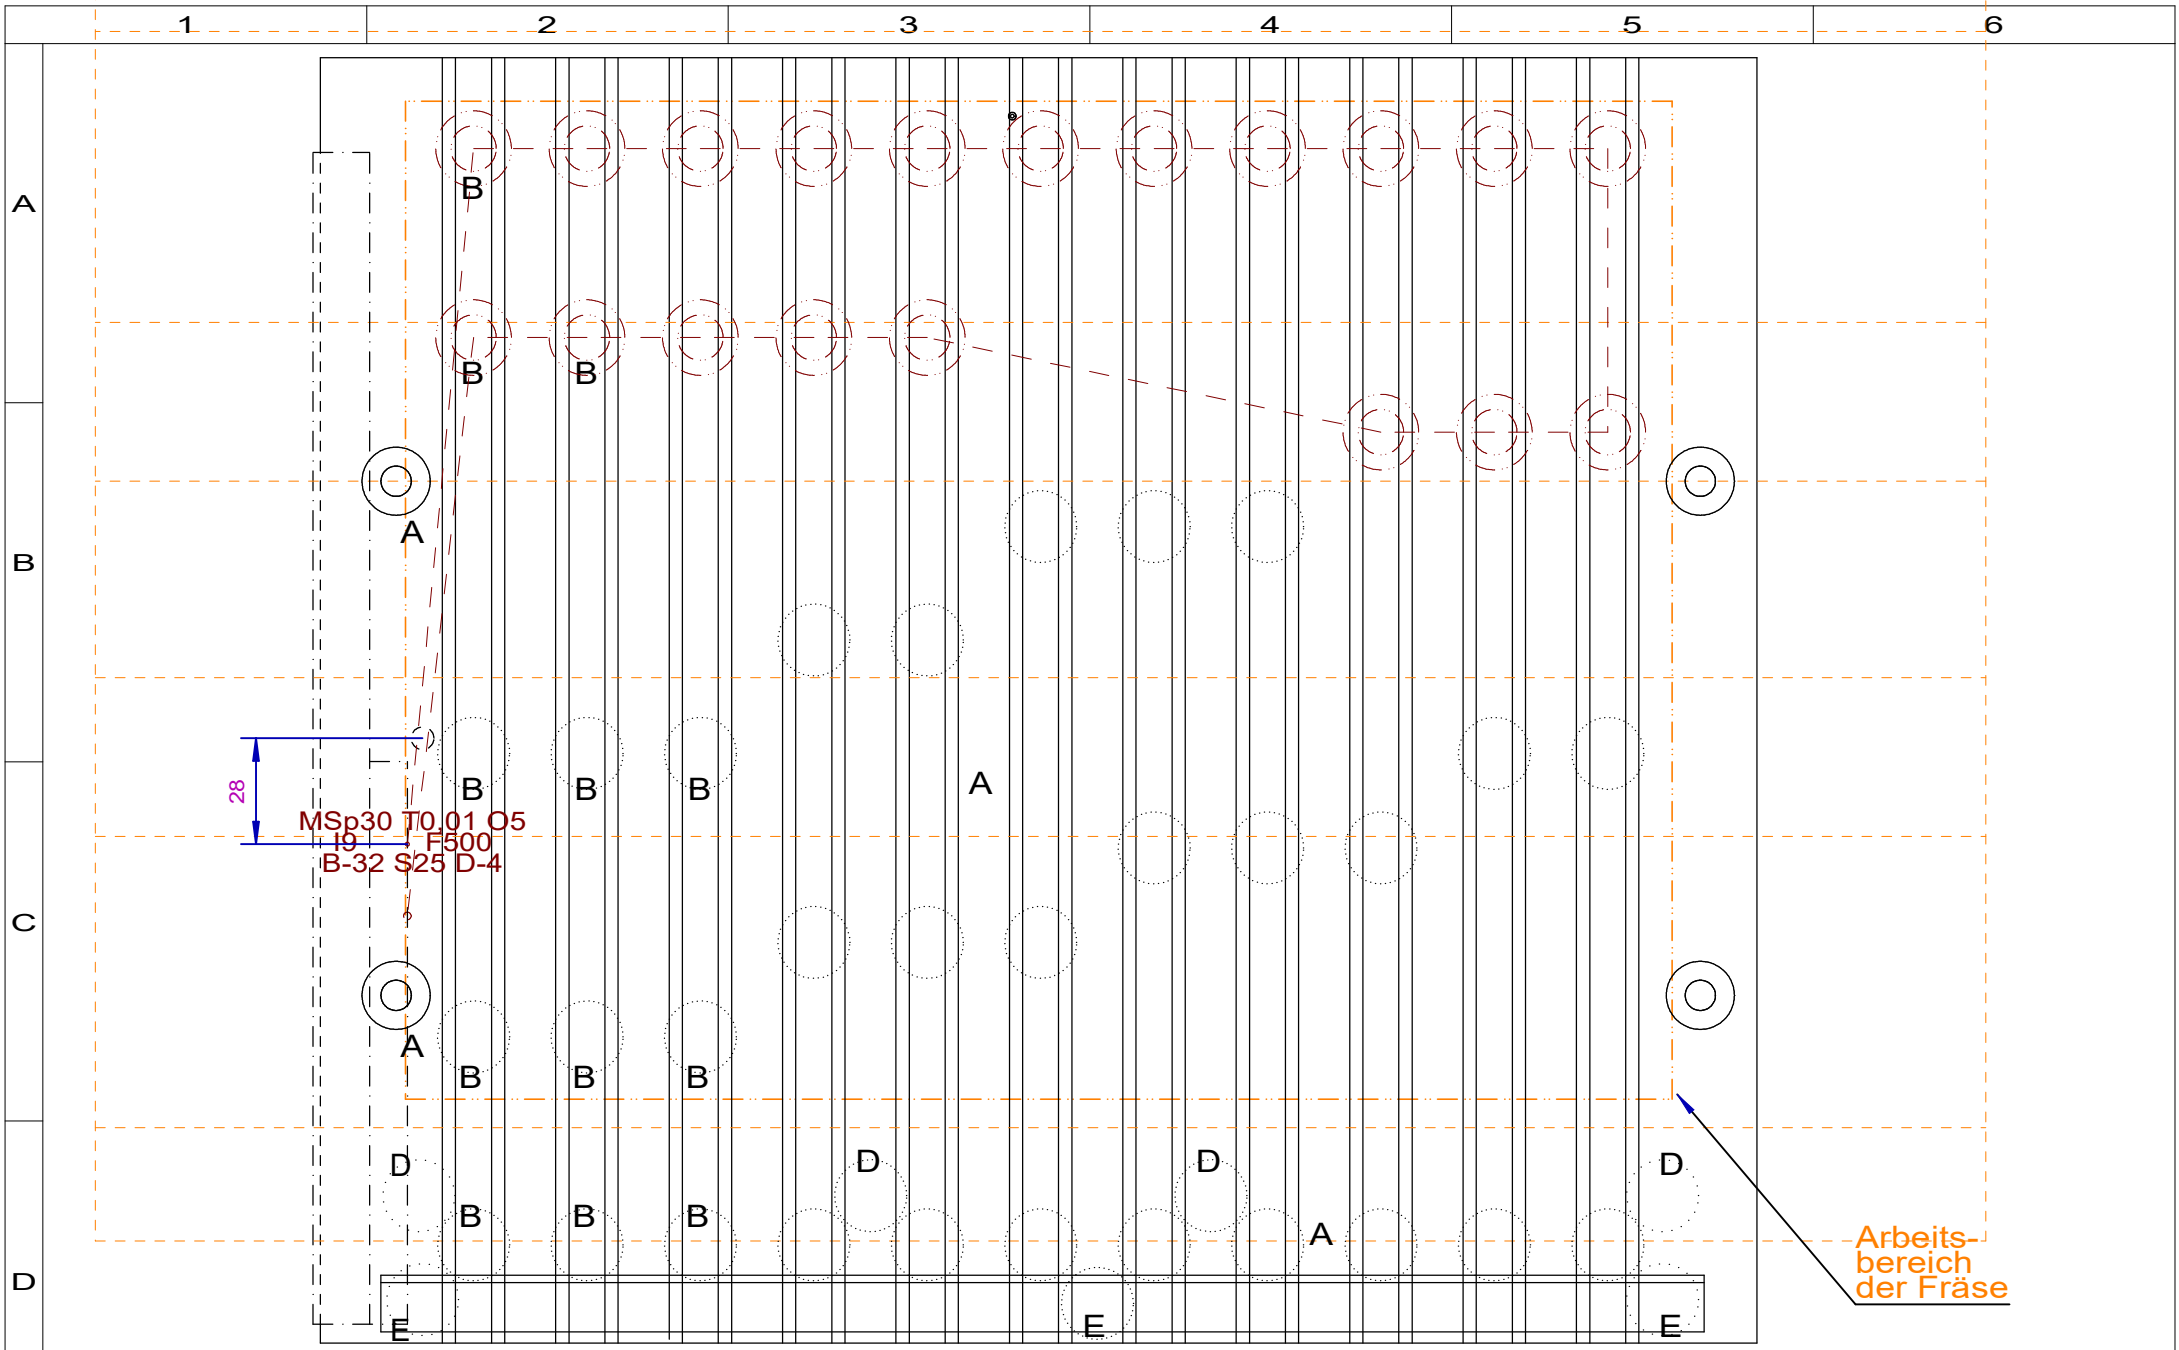 1 2 3 4 5 6
A
B
B B
A
B
B B B
A
28
MSp30 T0.01 O5
I9 F500
B-32 S25 D-4
C
A
B B B
D D D D
B B B
A
D
E E E
Arbeits-
bereich
der Fräse